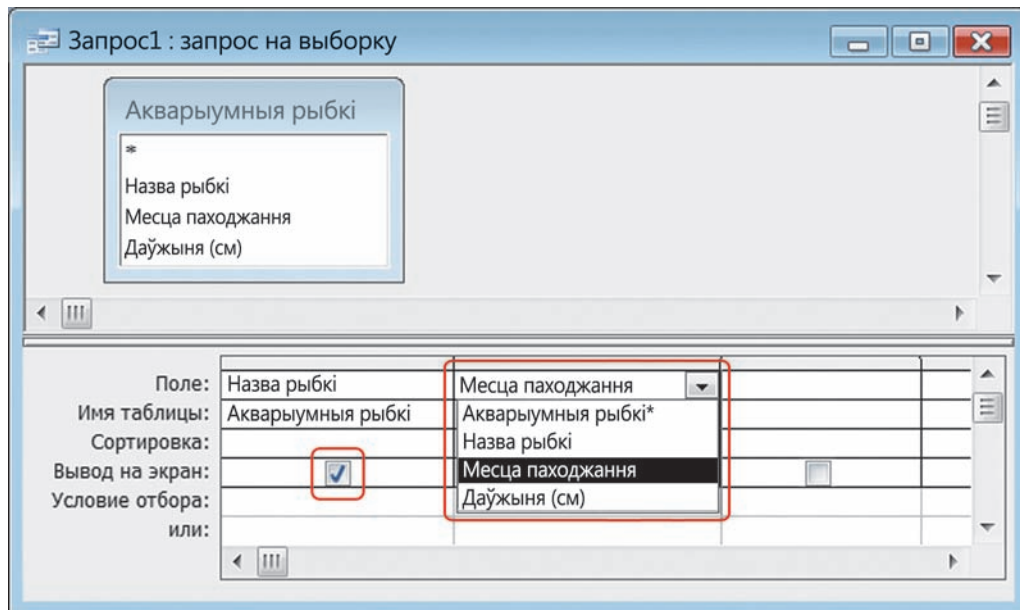 Запрос1 : запрос на выборку
Акварыумныя рыбкі
*
Назва рыбкі
Месца паходжання
Даўжыня (см)
Поле: Назва рыбкі Месца паходжання
Имя таблицы: Акварыумныя рыбкі Акварыумныя рыбкі*
Сортировка: Назва рыбкі
Вывод на экран: Месца паходжання
Условие отбора: Даўжыня (см)
или: